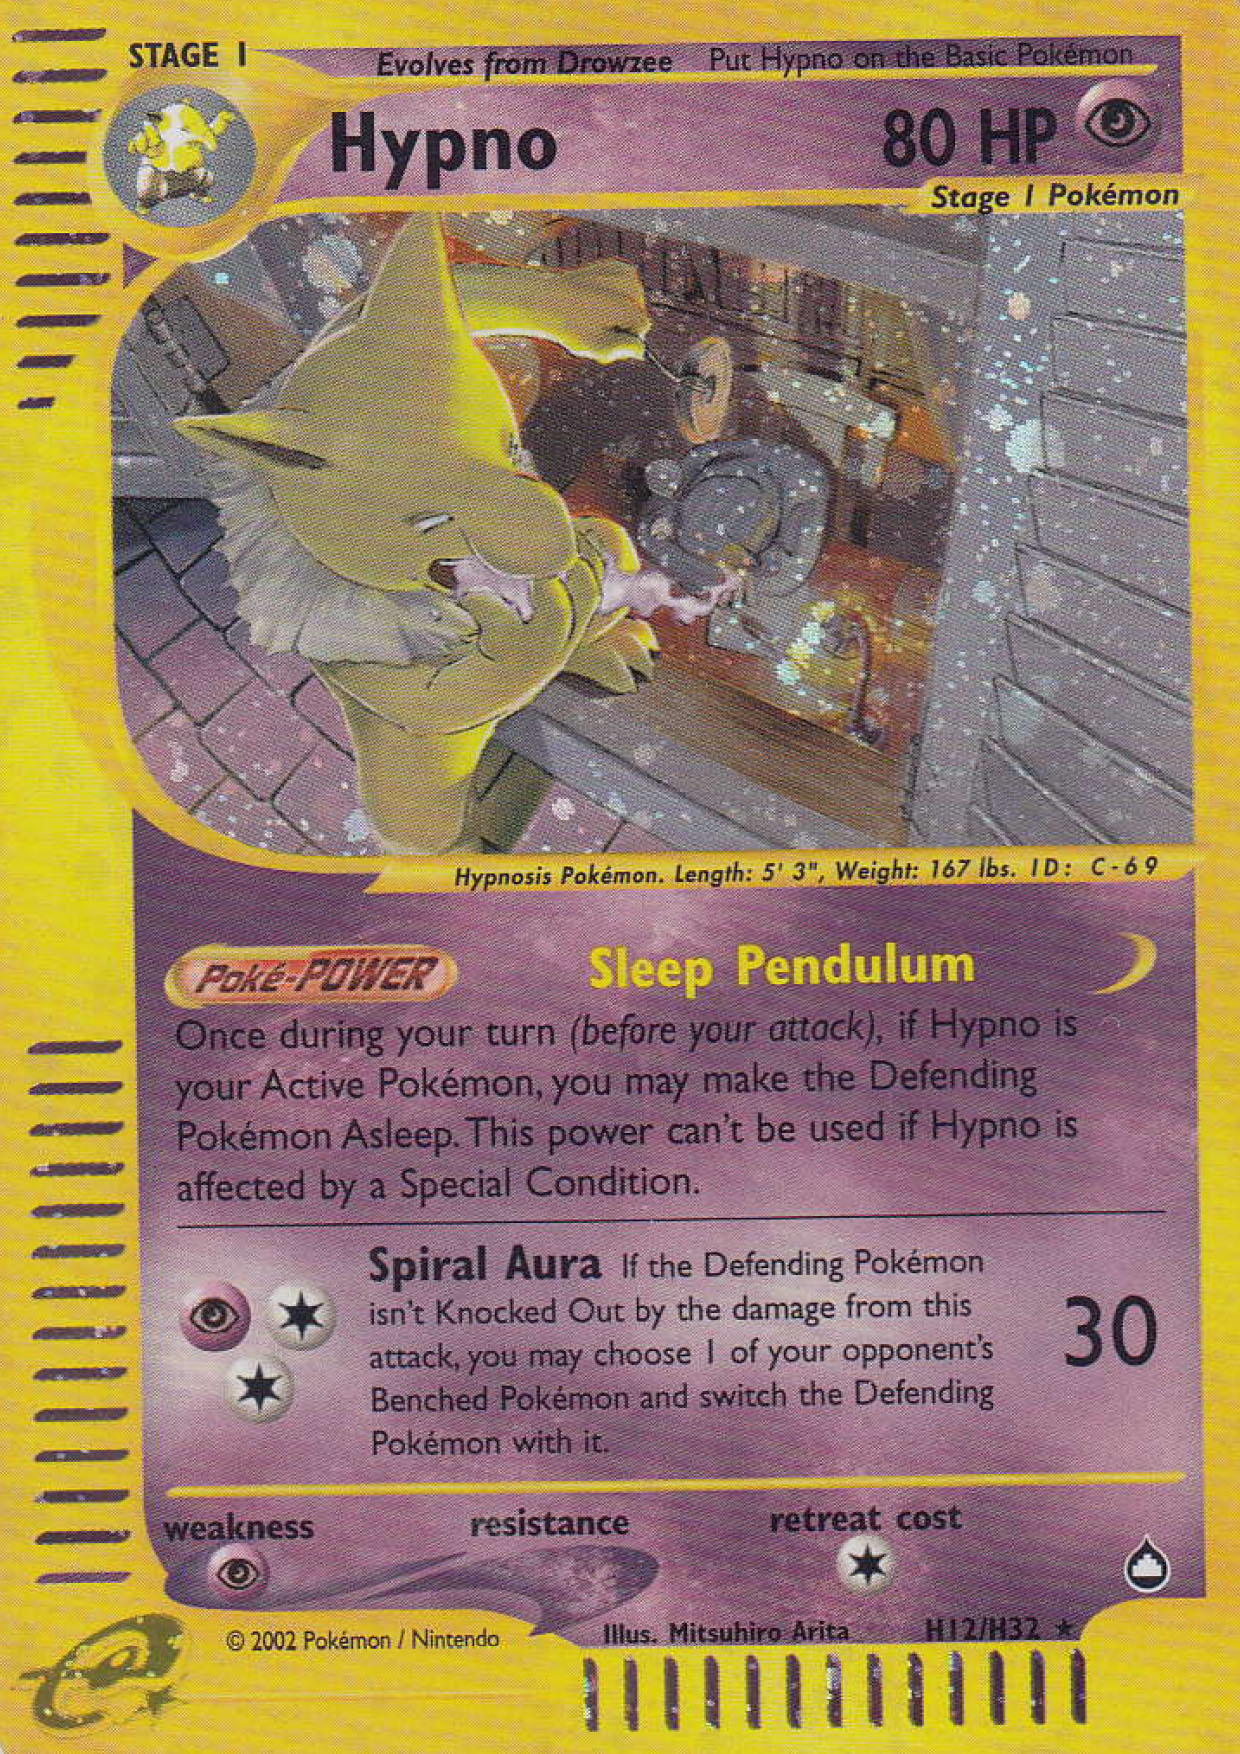 STAGE 1
Evolves from Drowzee Put Hypno on the Basic Pokémon
Hypno 80 HP
Stage 1 Pokémon
Hypnosis Pokémon. Length: 5' 3", Weight: 167 lbs. ID: C-69
Poké-POWER Sleep Pendulum
Once during your turn (before your attack), if Hypno is
your Active Pokémon, you may make the Defending
Pokémon Asleep. This power can't be used if Hypno is
affected by a Special Condition.
Spiral Aura If the Defending Pokémon
isn't Knocked Out by the damage from this
attack, you may choose 1 of your opponent's
Benched Pokémon and switch the Defending
Pokémon with it.
30
weakness resistance retreat cost
© 2002 Pokémon / Nintendo Illus. Mitsuhiro Arita H12/H32 ★
e